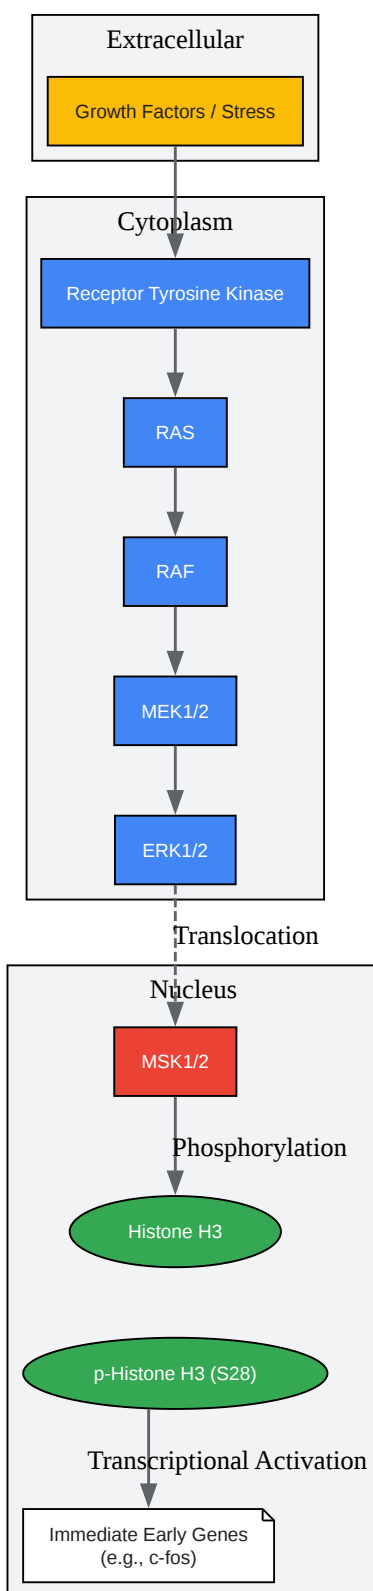 Extracellular
Growth Factors / Stress
Cytoplasm
Receptor Tyrosine Kinase
RAS
RAF
MEK1/2
ERK1/2
Translocation
Nucleus
MSK1/2
Phosphorylation
Histone H3
p-Histone H3 (S28)
Transcriptional Activation
Immediate Early Genes
(e.g., c-fos)